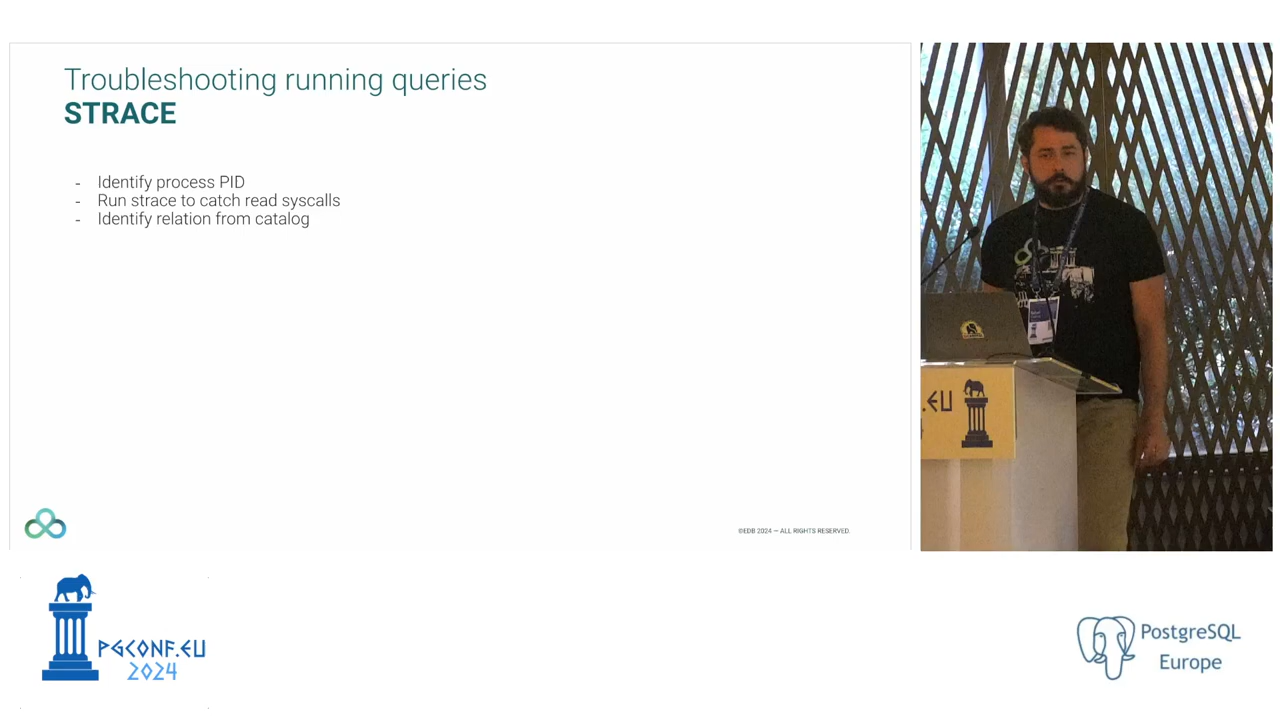 Troubleshooting running queries
STRACE
- Identify process PID
- Run strace to catch read syscalls
- Identify relation from catalog
©EDB 2024 — ALL RIGHTS RESERVED.
.EU
PGCONF.EU
2024
PostgreSQL
Europe